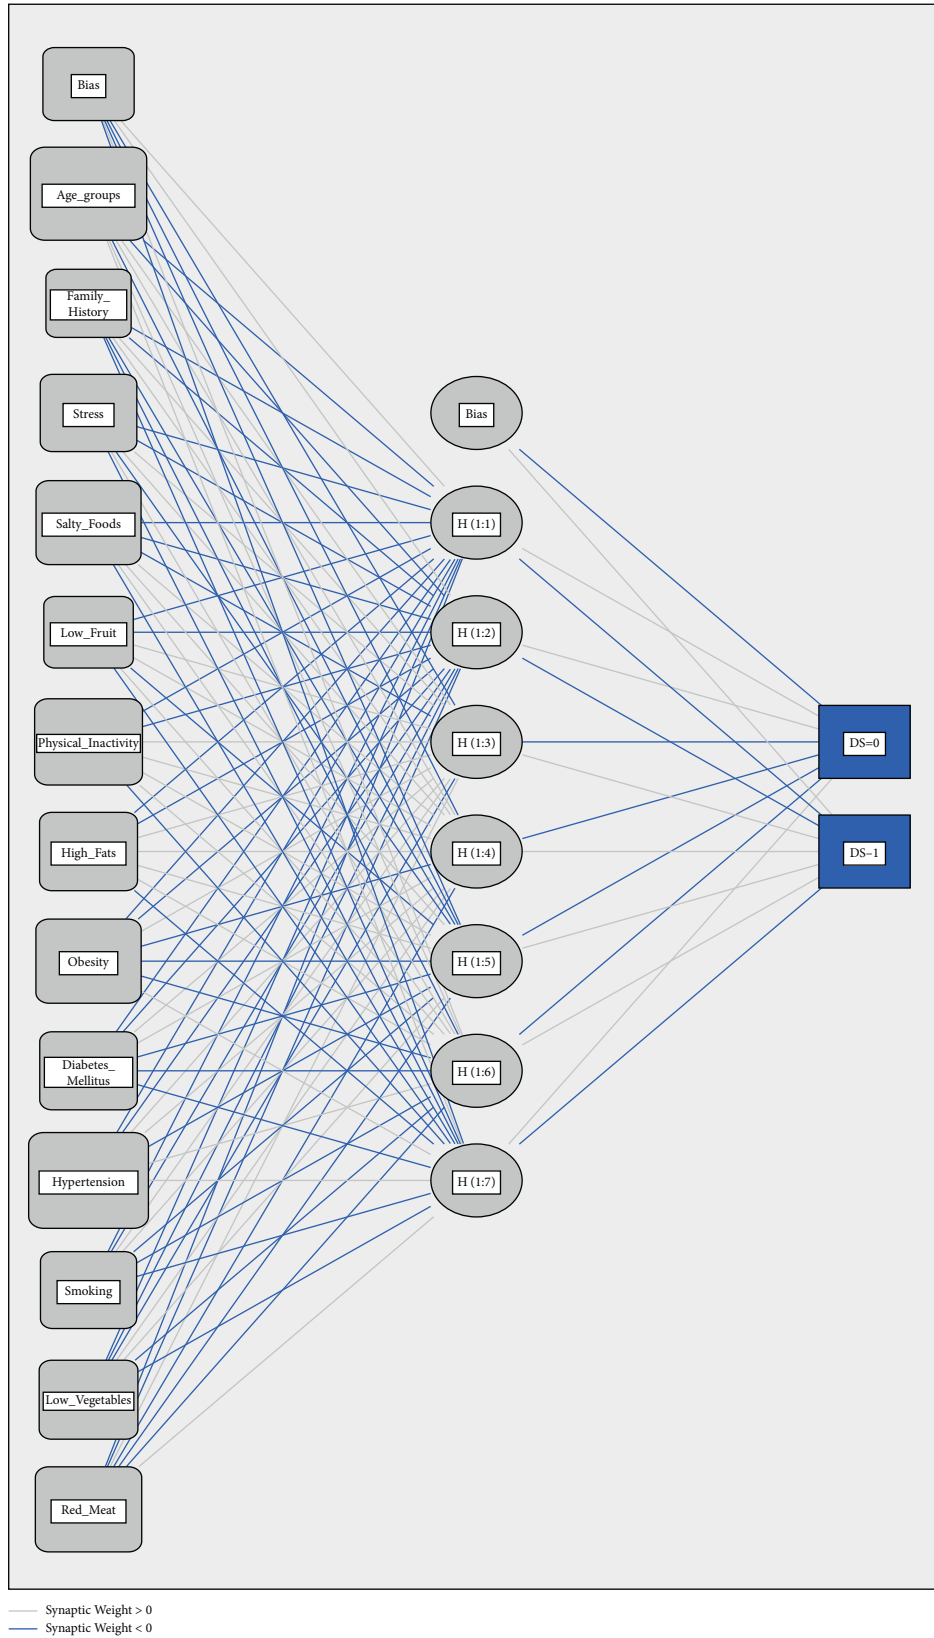 Bias
Age_groups
Family_
History
Stress
Salty_Foods
Low_Fruit
Physical_Inactivity
High_Fats
Obesity
Diabetes_
Mellitus
Hypertension
Smoking
Low_Vegetables
Red_Meat
Bias
H (1:1)
H (1:2)
H (1:3)
H (1:4)
H (1:5)
H (1:6)
H (1:7)
DS=0
DS–1
Synaptic Weight > 0
Synaptic Weight < 0